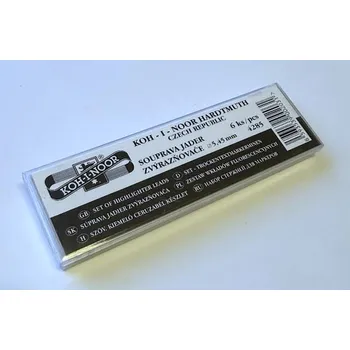 KOH - I - NOOR HARDTMUTH
CZECH REPUBLIC
SOUPRAVA JADER
ZVÝRAZŇOVAČE ⌀ 5,45 mm
6 ks/pcs
4285
KOH-I-NOOR
GB SET OF HIGHLIGHTER LEADS
D SET - TROCKENTEXTMARKERMINEN
SK SÚPRAVA JADIER ZVÝRAZŇOVAČE
PL ZESTAW WKŁADÓW FLUORESCENCYJNYCH
H SZÖV. KIEMELŐ CERUZABÉL KÉSZLET
RU НАБОР СТЕРЖНЕЙ ДЛЯ МАРКЕРОВ